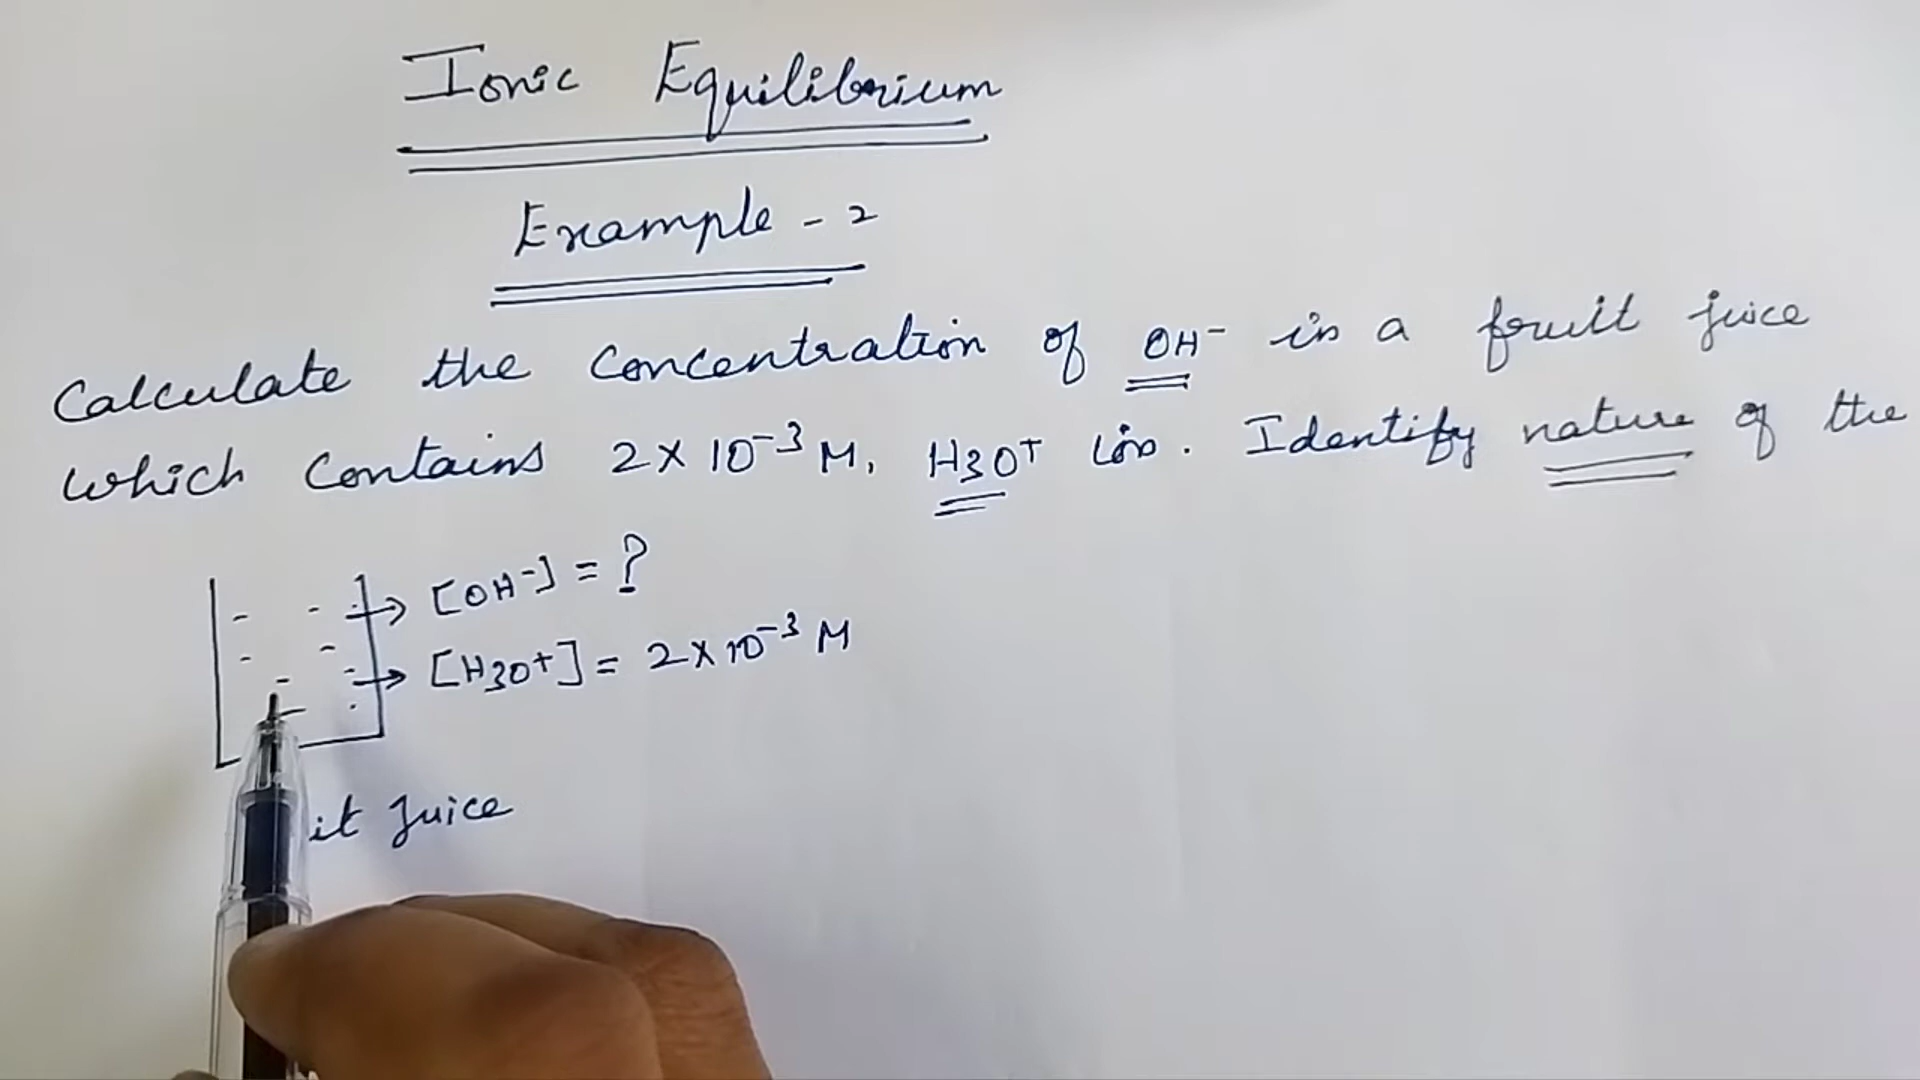 Ionic Equilibrium
Example - 2
Calculate the Concentration of OH⁻ in a fruit juice
which Contains 2 × 10⁻³ M, H3O⁺ ion. Identify nature of the
[OH⁻] = ?
[H3O⁺] = 2 × 10⁻³ M
it Juice